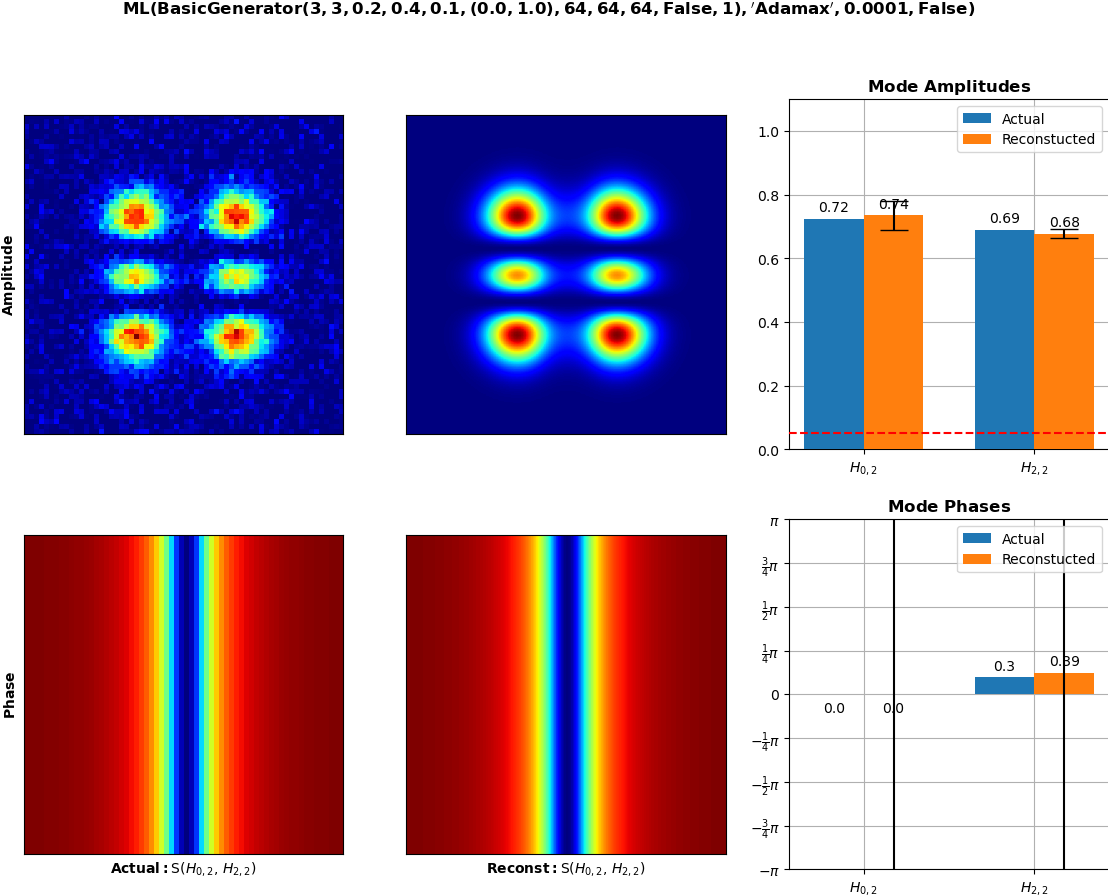 ML(BasicGenerator(3, 3, 0.2, 0.4, 0.1, (0.0, 1.0), 64, 64, 64, False, 1), ′Adamax′, 0.0001, False)
Mode Amplitudes
Actual
Reconstucted
1.0
0.8
0.6
0.4
0.2
0.0
0.72
0.74
0.69
0.68
H0, 2
H2, 2
Amplitude
Mode Phases
Actual
Reconstucted
π
3/4π
1/2π
1/4π
0
−1/4π
−1/2π
−3/4π
−π
0.0
0.0
0.3
0.39
H0, 2
H2, 2
Phase
Actual: S(H0, 2, H2, 2)
Reconst: S(H0, 2, H2, 2)